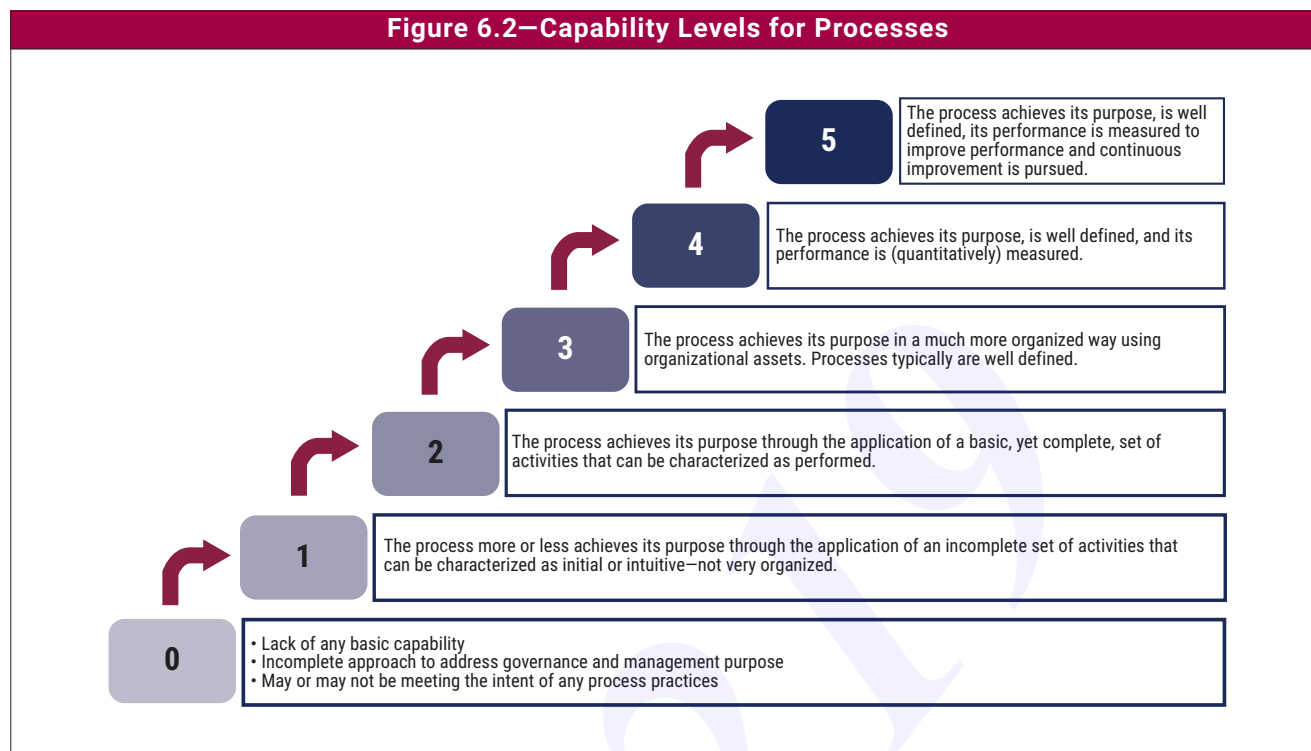 Figure 6.2—Capability Levels for Processes
5
The process achieves its purpose, is well
defined, its performance is measured to
improve performance and continuous
improvement is pursued.
4
The process achieves its purpose, is well defined, and its
performance is (quantitatively) measured.
3
The process achieves its purpose in a much more organized way using
organizational assets. Processes typically are well defined.
2
The process achieves its purpose through the application of a basic, yet complete, set of
activities that can be characterized as performed.
1
The process more or less achieves its purpose through the application of an incomplete set of activities that
can be characterized as initial or intuitive—not very organized.
0
• Lack of any basic capability
• Incomplete approach to address governance and management purpose
• May or may not be meeting the intent of any process practices